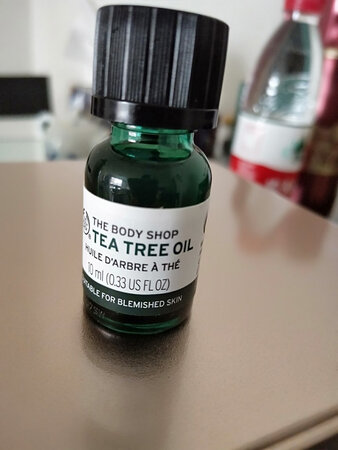 THE BODY SHOP
TEA TREE OIL
HUILE D'ARBRE À THÉ
10 ml (0.33 US FL OZ)
FOR BLEMISHED SKIN